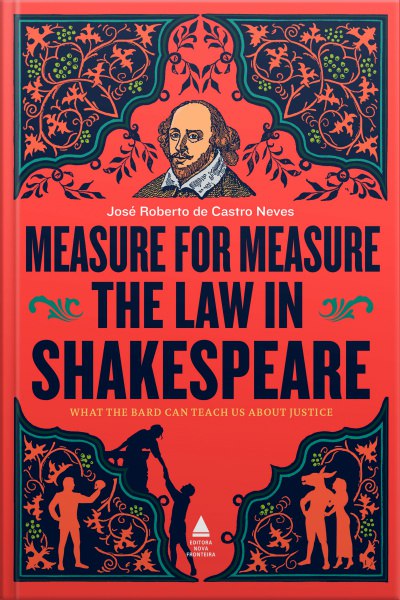 José Roberto de Castro Neves
MEASURE FOR MEASURE
THE LAW IN
SHAKESPEARE
WHAT THE BARD CAN TEACH US ABOUT JUSTICE
EDITORA
NOVA
FRONTEIRA